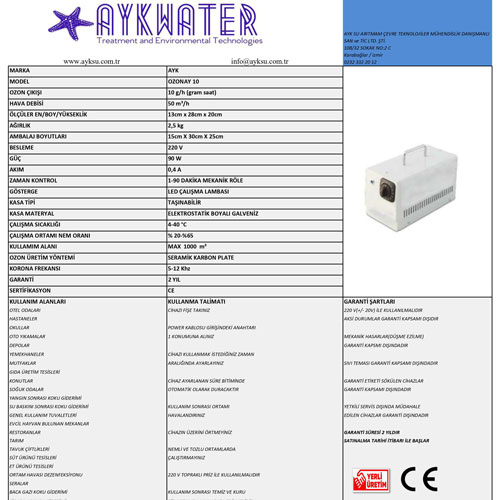 AYKWATER
Treatment and Environmental Technologies
www.ayksu.com.tr info@ayksu.com.tr
AYK SU ARITMAM ÇEVRE TEKNOLOJİLER MÜHENGİSLİK DANIŞMANLI
SAN ve TİC LTD. ŞTİ
108/32 SOKAK NO:2 C
Karabağlar / izmir
0232 332 20 12
MARKA AYK
MODEL OZONAY 10
OZON ÇIKIŞI 10 g/h (gram saat)
HAVA DEBİSİ 50 m³/h
ÖLÇÜLER EN/BOY/YÜKSEKLİK 13cm x 28cm x 20cm
AĞIRLIK 2,5 kg
AMBALAJ BOYUTLARI 15cm X 30cm X 25cm
BESLEME 220 V
GÜÇ 90 W
AKIM 0,4 A
ZAMAN KONTROL 1-90 DAKİKA MEKANİK RÖLE
GÖSTERGE LED ÇALIŞMA LAMBASI
KASA TİPİ TAŞINABİLİR
KASA MATERYAL ELEKTROSTATİK BOYALI GALVENİZ
ÇALIŞMA SICAKLIĞI 4-40 °C
ÇALIŞMA ORTAMI NEM ORANI % 20-%65
KULLUMIM ALANI MAX 1000 m³
OZON ÜRETİM YÖNTEMİ SERAMİK KARBON PLATE
KORONA FREKANSI 5-12 Khz
GARANTİ 2 YIL
SERTİFİKASYON CE
KULLANIM ALANLARI KULLANMA TALİMATI GARANTİ ŞARTLARI
OTEL ODALARI CİHAZI FİŞE TAKINIZ 220 V(+/- 20V) İLE KULLANILMALIDIR
HASTANELER AKSİ DURUMLAR GARANTİ KAPSAMI DIŞIDIR
OKULLAR POWER KABLOSU GİRİŞİNDEKİ ANAHTARI
OTO YIKAMALAR 1 KONUMUNA ALINIZ MEKANİK HASARLAR(DÜŞME EZİLME)
DEPOLAR GARANTİ KAPSAMI DIŞINDADIR
YEMEKHANELER CİHAZI KULLANMAK İSTEDİĞİNİZ ZAMAN
MUTFAKLAR ARALIĞINDA AYARLAYINIZ SIVI TEMASI GARANTİ KAPSAMI DIŞINDADIR
GIDA ÜRETİM TESİSLERİ
KONUTLAR CİHAZ AYARLANAN SÜRE BİTİMİNDE GARANTİ ETİKETİ SÖKÜLEN CİHAZLAR
SOĞUK ODALAR OTOMATİK OLARAK DURACAKTIR GARANTİ KAPSAMI DIŞINDADIR
YANGIN SONRASI KOKU GİDERİMİ
SU BASKIN SONRASI KOKU GİDERİMİ KULLANIM SONRASI ORTAMI YETKİLİ SERVİS DIŞINDA MÜDAHALE
GENEL KULLANIM TUVALETLERİ HAVALANDIRINIZ EDİLEN CİHAZLAR GARANTİ DIŞINDADIR
EVCİL HAYVAN BULUNAN MEKANLAR
RESTORANLAR CİHAZIN ÜZERİNİ ÖRTMEYİNİZ GARANTİ SÜRESİ 2 YILDIR
TARIM SATINALMA TARİHİ İTİBARI İLE BAŞLAR
TAVUK ÇİFTLİKLERİ NEMLİ VE TOZLU ORTAMLARDA
SÜT ÜRÜNÜ TESİSLERİ ÇALIŞTIRMAYINIZ
ET ÜRÜNÜ TESİSLERİ
ORTAM HAVASI DEZENFEKSİYONU 220 V TOPRAKLI PRİZ İLE KULLANILMALIDIR
SERALAR
BACA GAZI KOKU GİDERİMİ KULLANIM SONRASI TEMİZ VE KURU
YERLİ
ÜRETİM
CE